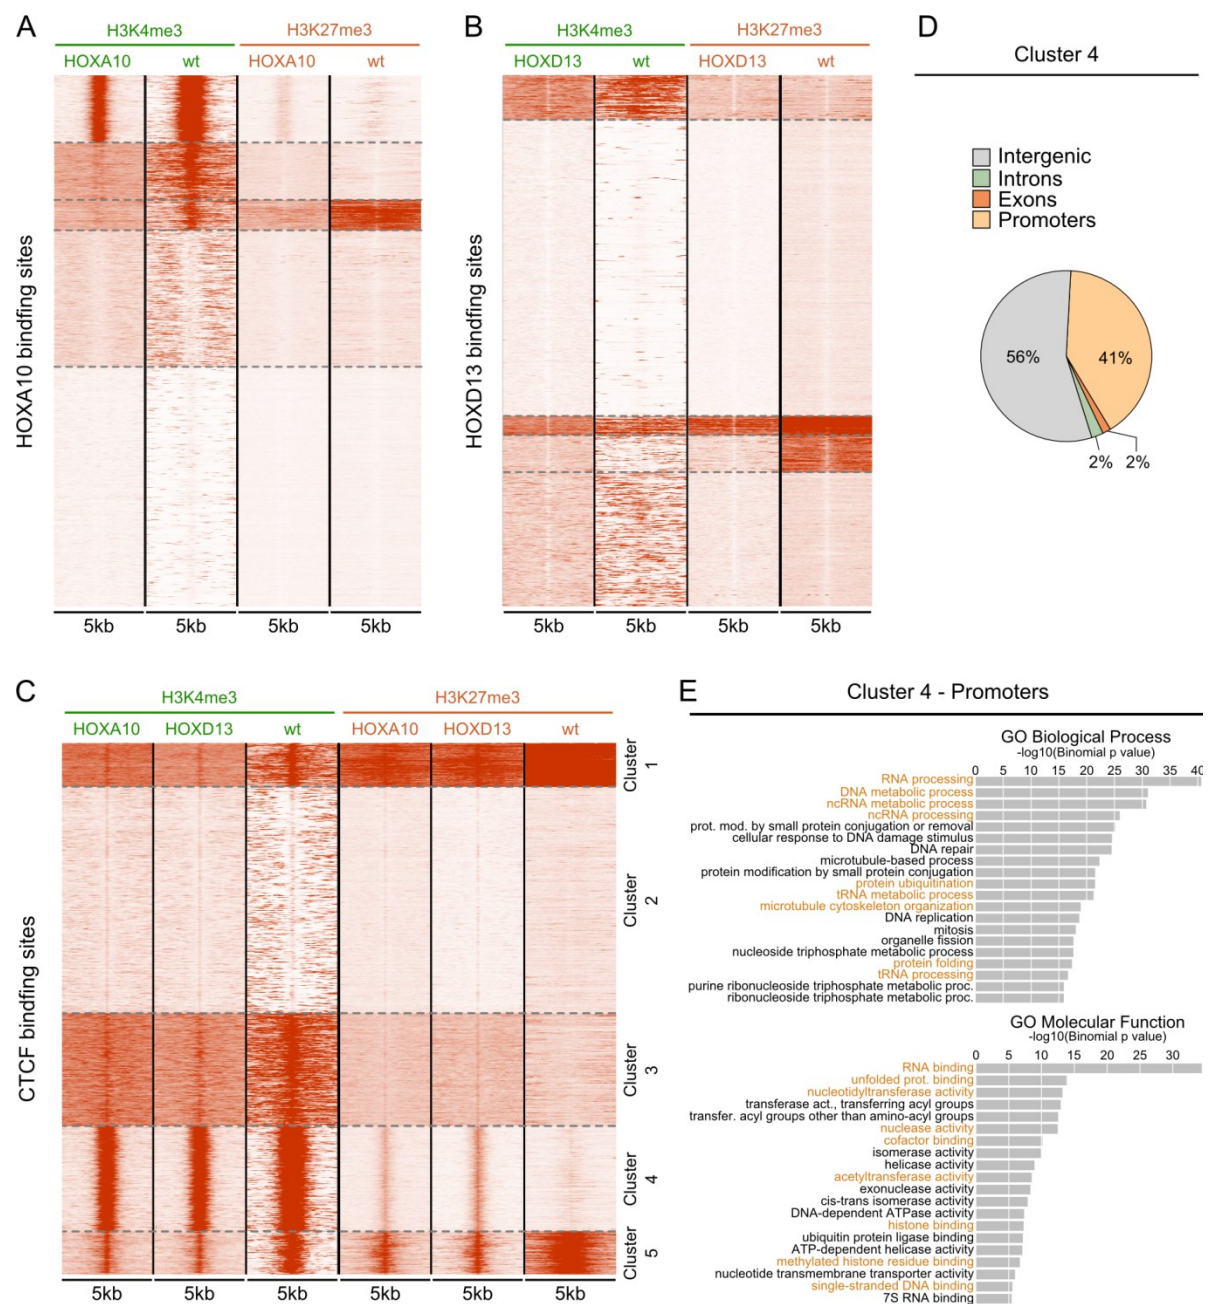 A
H3K4me3 H3K27me3
HOXA10 wt HOXA10 wt
HOXA10 bindfing sites
5kb 5kb 5kb 5kb
B
H3K4me3 H3K27me3
HOXD13 wt HOXD13 wt
HOXD13 bindfing sites
5kb 5kb 5kb 5kb
D
Cluster 4
Intergenic
Introns
Exons
Promoters
56% 41%
2% 2%
C
H3K4me3 H3K27me3
HOXA10 HOXD13 wt HOXA10 HOXD13 wt
CTCF bindfing sites
Cluster 1
Cluster 2
Cluster 3
Cluster 4
Cluster 5
5kb 5kb 5kb 5kb 5kb 5kb
E
Cluster 4 - Promoters
GO Biological Process
-log10(Binomial p value)
0 5 10 15 20 25 30 35 40
RNA processing
DNA metabolic process
ncRNA metabolic process
ncRNA processing
prot. mod. by small protein conjugation or removal
cellular response to DNA damage stimulus
DNA repair
microtubule-based process
protein modification by small protein conjugation
protein ubiquitination
tRNA metabolic process
microtubule cytoskeleton organization
DNA replication
mitosis
organelle fission
nucleoside triphosphate metabolic process
protein folding
tRNA processing
purine ribonucleoside triphosphate metabolic proc.
ribonucleoside triphosphate metabolic proc.
GO Molecular Function
-log10(Binomial p value)
0 5 10 15 20 25 30
RNA binding
unfolded prot. binding
nucleotidyltransferase activity
transferase act., transferring acyl groups
transfer. acyl groups other than amino-acyl groups
nuclease activity
cofactor binding
isomerase activity
helicase activity
acetyltransferase activity
exonuclease activity
cis-trans isomerase activity
DNA-dependent ATPase activity
histone binding
ubiquitin protein ligase binding
ATP-dependent helicase activity
methylated histone residue binding
nucleotide transmembrane transporter activity
single-stranded DNA binding
7S RNA binding